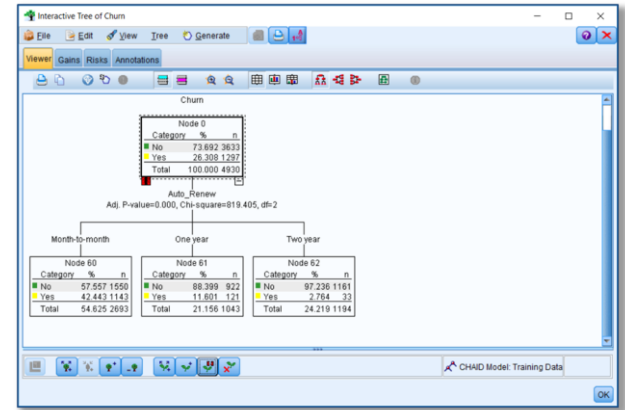 Interactive Tree of Churn
File Edit View Tree Generate
Viewer Gains Risks Annotations
Churn
Node 0
Category % n
No 73.692 3633
Yes 26.308 1297
Total 100.000 4930
Auto_Renew
Adj. P-value=0.000, Chi-square=819.405, df=2
Month-to-month One year Two year
Node 60
Category % n
No 57.557 1550
Yes 42.443 1143
Total 54.625 2693
Node 61
Category % n
No 88.399 922
Yes 11.601 121
Total 21.156 1043
Node 62
Category % n
No 97.236 1161
Yes 2.764 33
Total 24.219 1194
CHAID Model: Training Data
OK